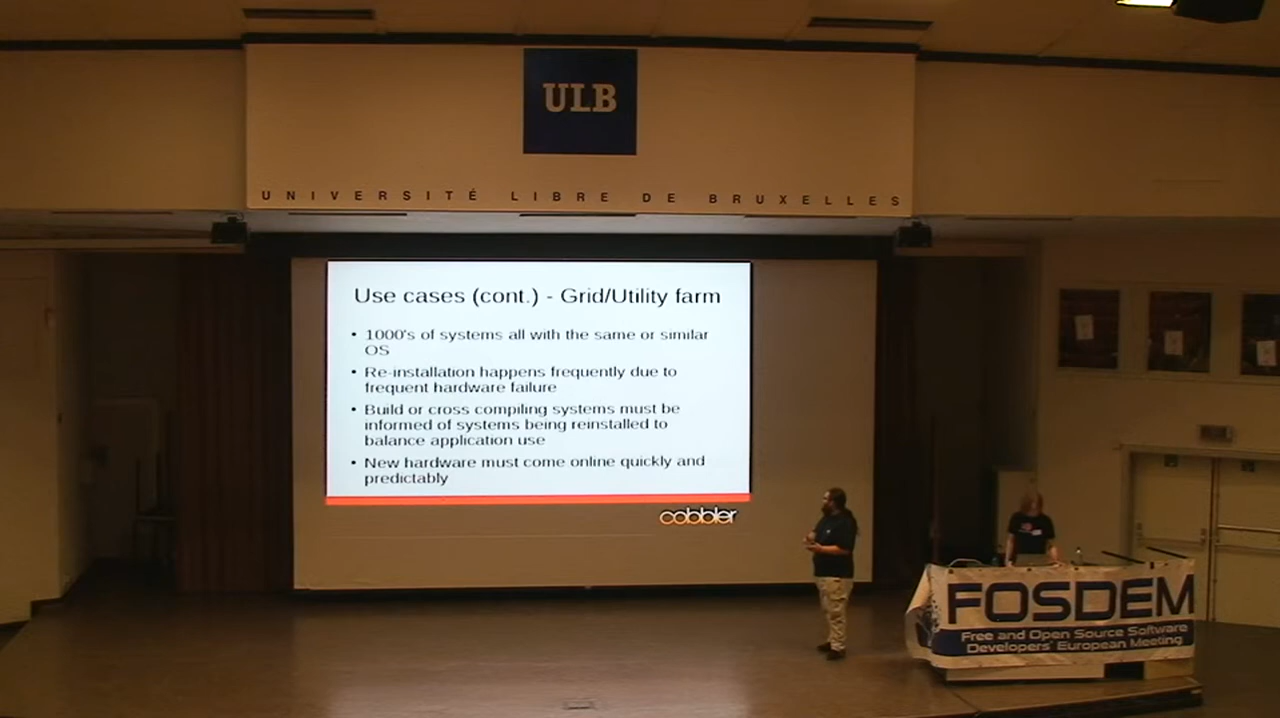 ULB
UNIVERSITÉ LIBRE DE BRUXELLES
Use cases (cont.) - Grid/Utility farm
• 1000's of systems all with the same or similar
OS
• Re-installation happens frequently due to
frequent hardware failure
• Build or cross compiling systems must be
informed of systems being reinstalled to
balance application use
• New hardware must come online quickly and
predictably
cobbler
FOSDEM
Free and Open Source Software
Developers' European Meeting